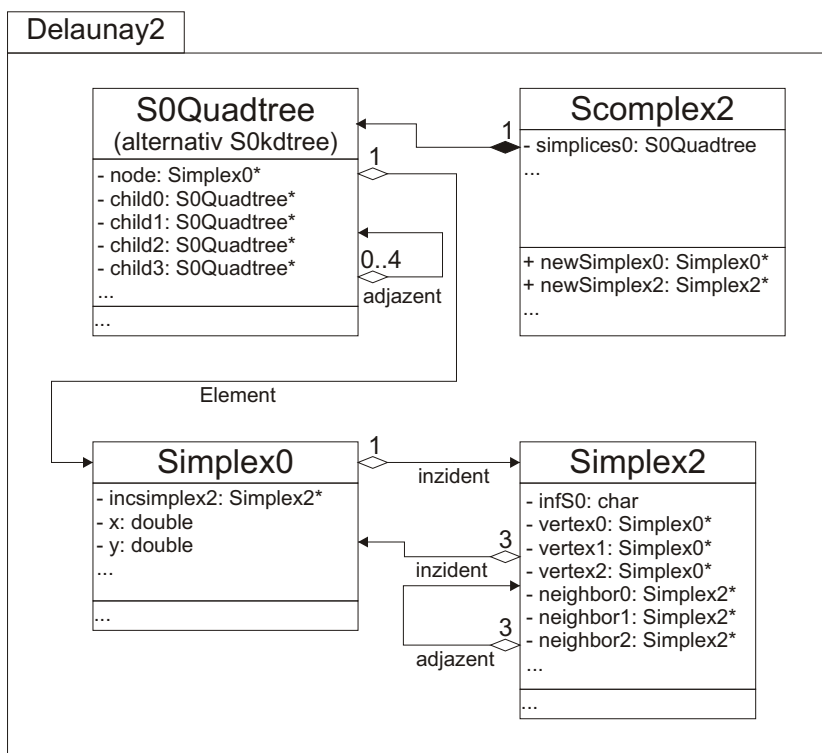 Delaunay2
S0Quadtree
(alternativ S0kdtree)
- node: Simplex0*
- child0: S0Quadtree*
- child1: S0Quadtree*
- child2: S0Quadtree*
- child3: S0Quadtree*
...
...
1
0..4
adjazent
Scomplex2
1
- simplices0: S0Quadtree
...
+ newSimplex0: Simplex0*
+ newSimplex2: Simplex2*
...
Element
Simplex0
- incsimplex2: Simplex2*
- x: double
- y: double
...
...
1
inzident
3
inzident
3
adjazent
Simplex2
- infS0: char
- vertex0: Simplex0*
- vertex1: Simplex0*
- vertex2: Simplex0*
- neighbor0: Simplex2*
- neighbor1: Simplex2*
- neighbor2: Simplex2*
...
...